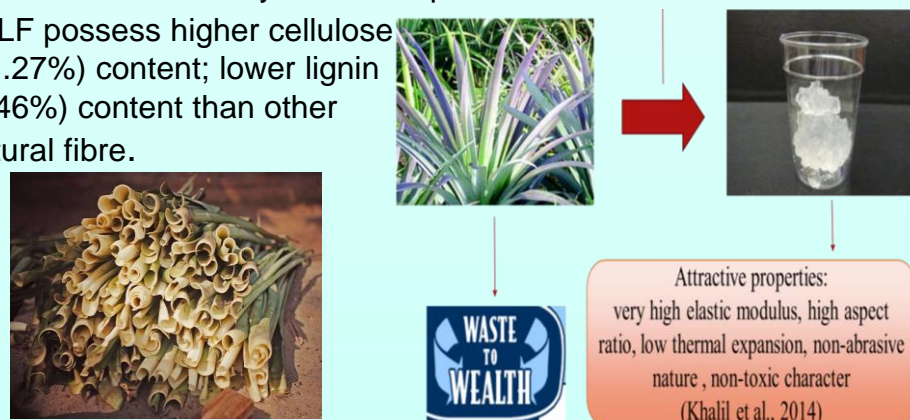 LF possess higher cellulose
.27%) content; lower lignin
46%) content than other
tural fibre.
WASTE
TO
WEALTH
Attractive properties:
very high elastic modulus, high aspect
ratio, low thermal expansion, non-abrasive
nature , non-toxic character
(Khalil et al., 2014)